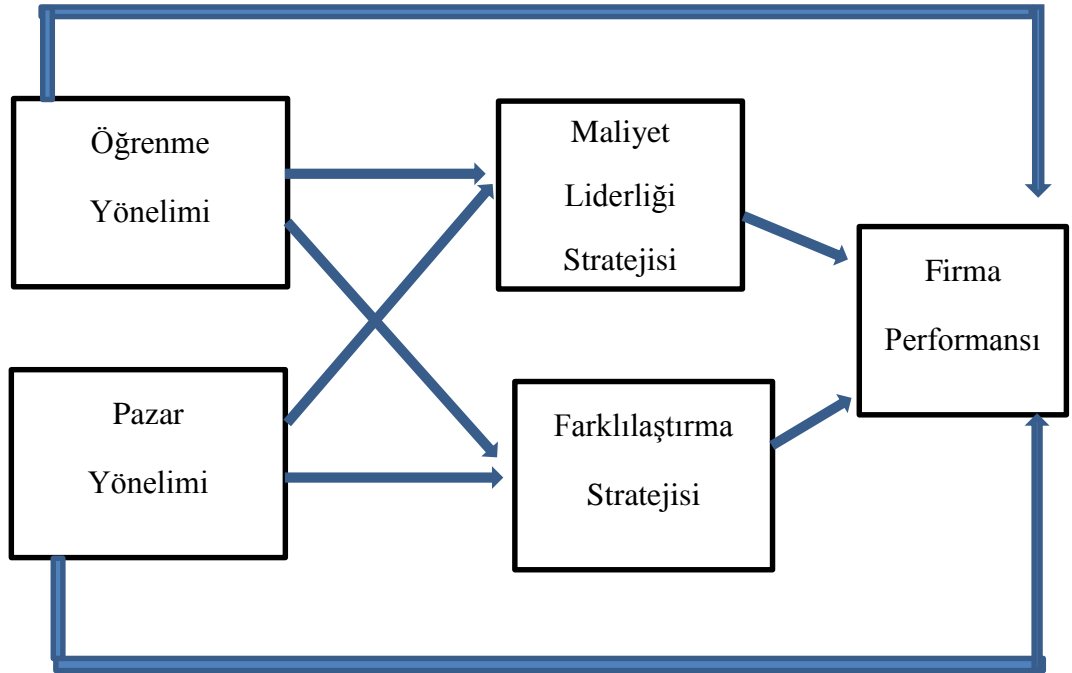 Öğrenme
Yönelimi
Maliyet
Liderliği
Stratejisi
Firma
Performansı
Pazar
Yönelimi
Farklılaştırma
Stratejisi